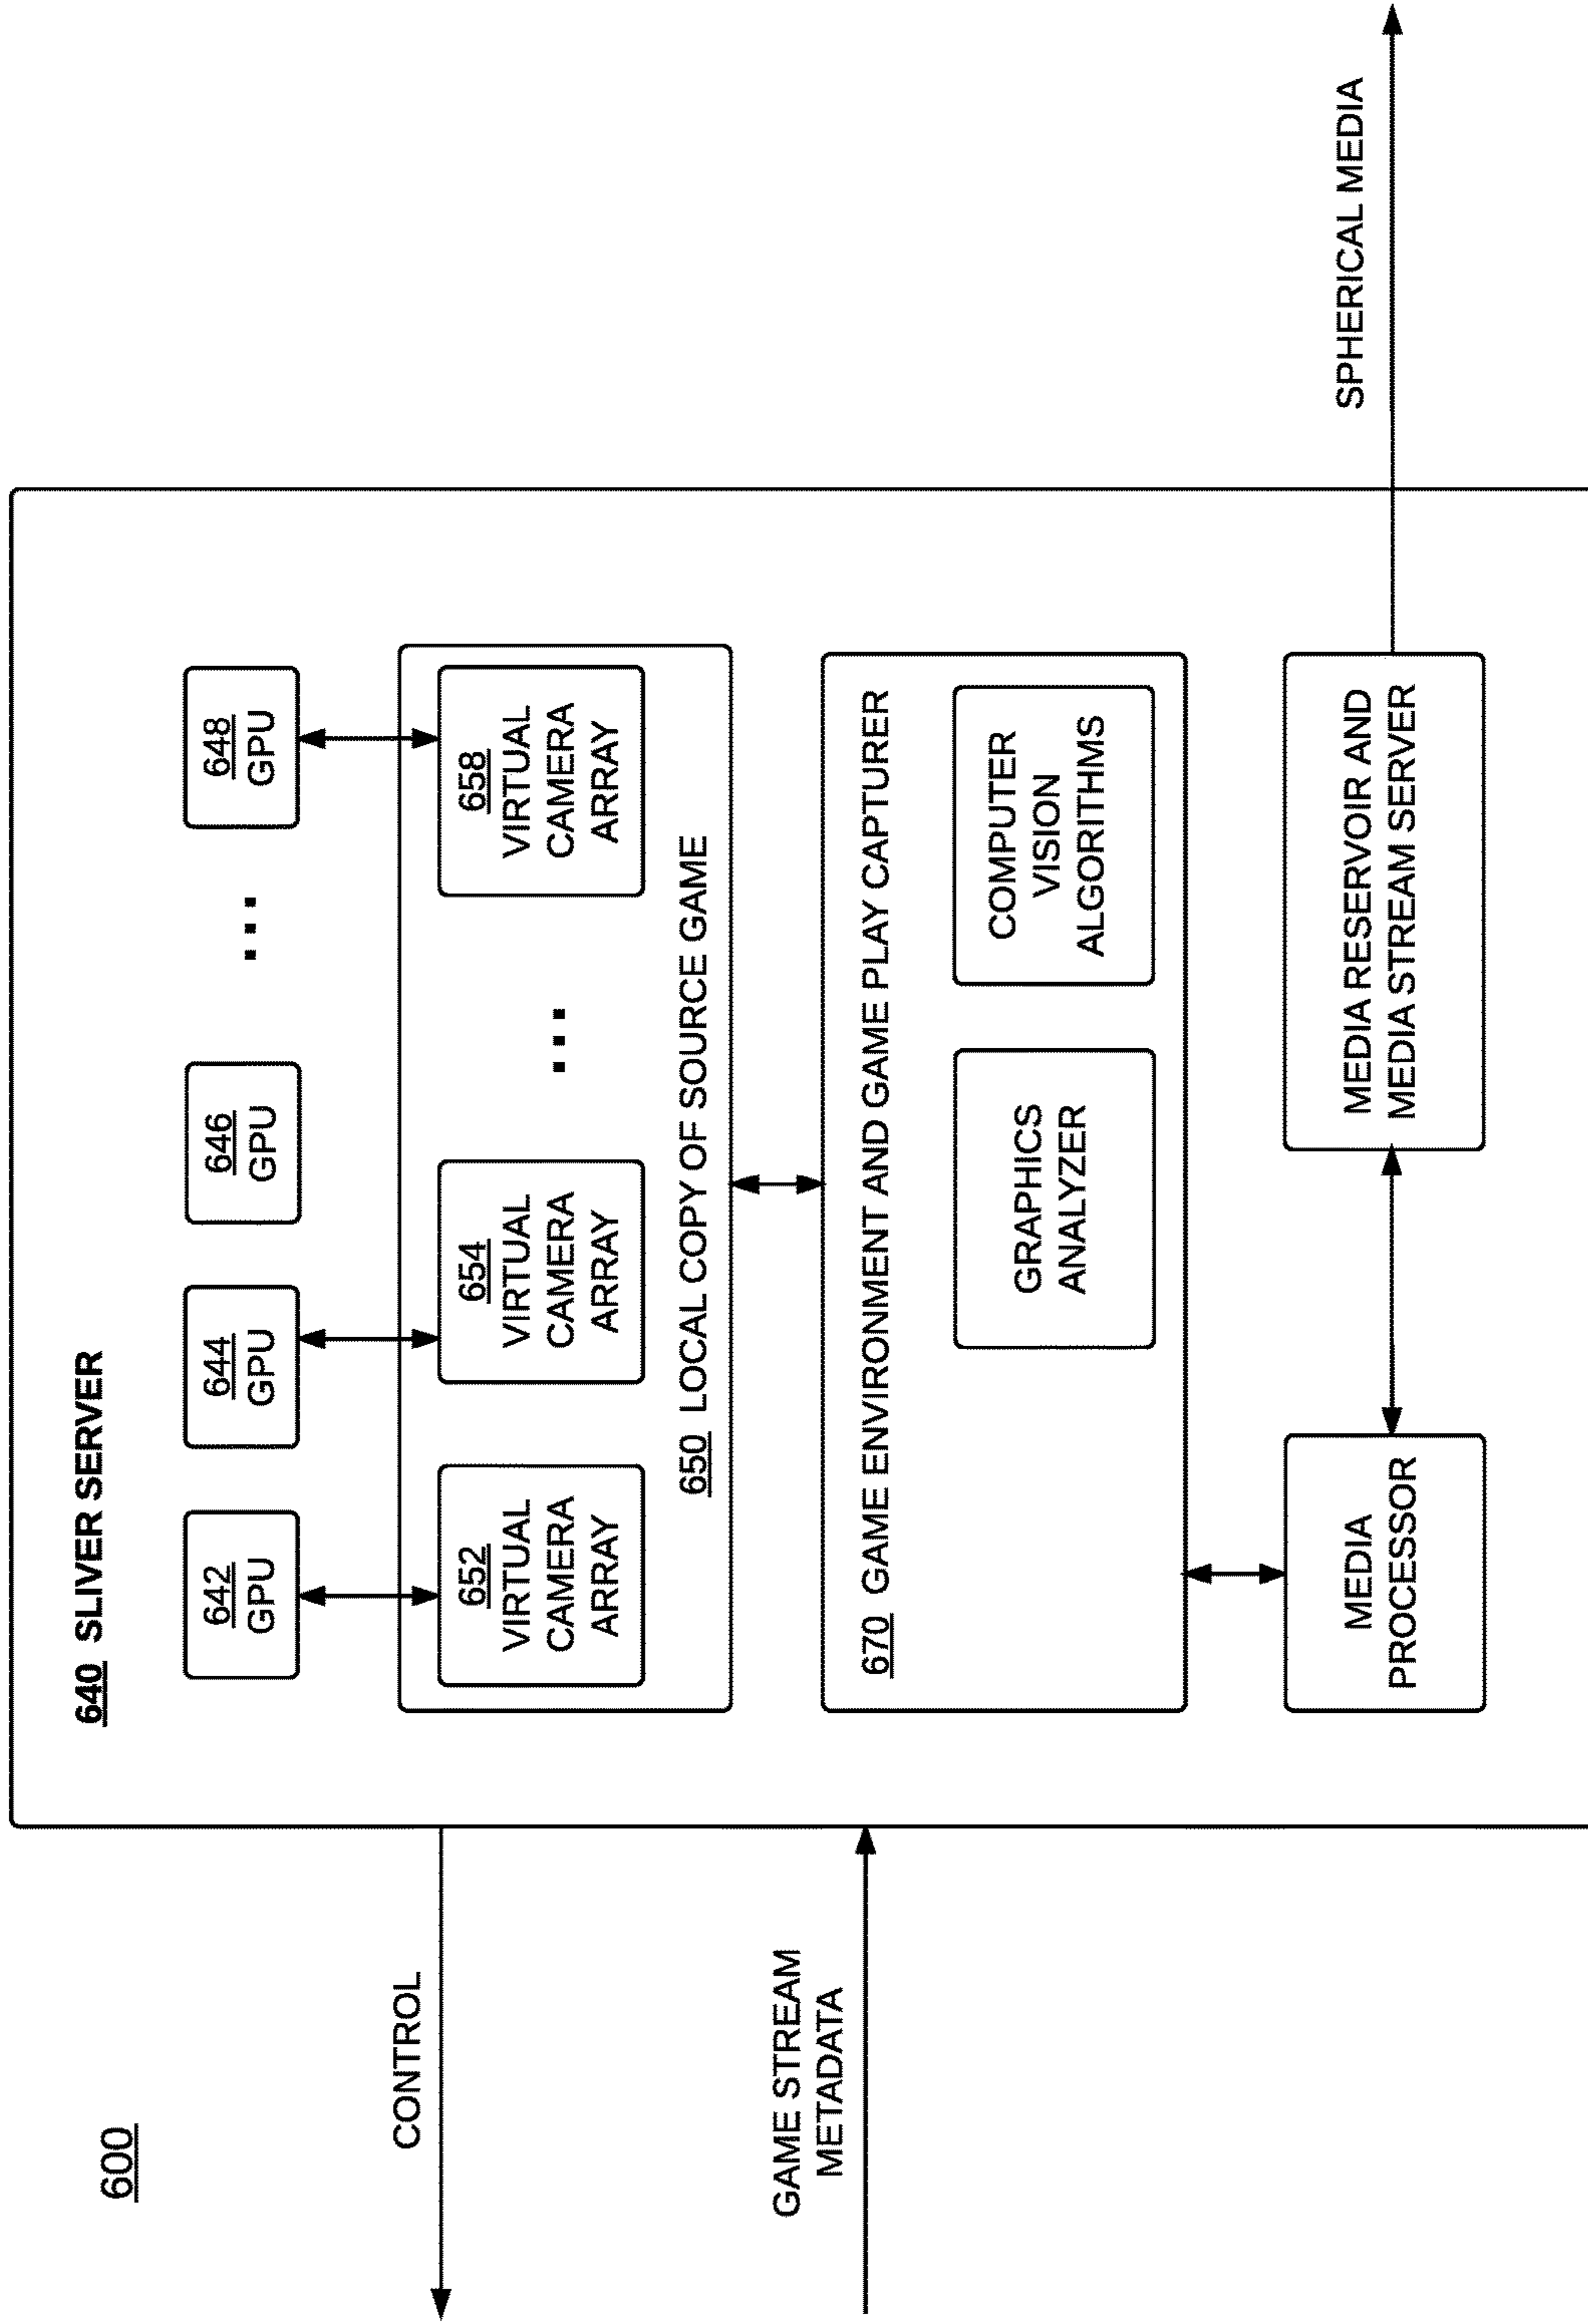 600
640 SLIVER SERVER
642
GPU
644
GPU
646
GPU
...
648
GPU
CONTROL
652
VIRTUAL
CAMERA
ARRAY
654
VIRTUAL
CAMERA
ARRAY
...
658
VIRTUAL
CAMERA
ARRAY
650 LOCAL COPY OF SOURCE GAME
GAME STREAM
METADATA
670 GAME ENVIRONMENT AND GAME PLAY CAPTURER
GRAPHICS
ANALYZER
COMPUTER
VISION
ALGORITHMS
MEDIA
PROCESSOR
MEDIA RESERVOIR AND
MEDIA STREAM SERVER
SPHERICAL MEDIA